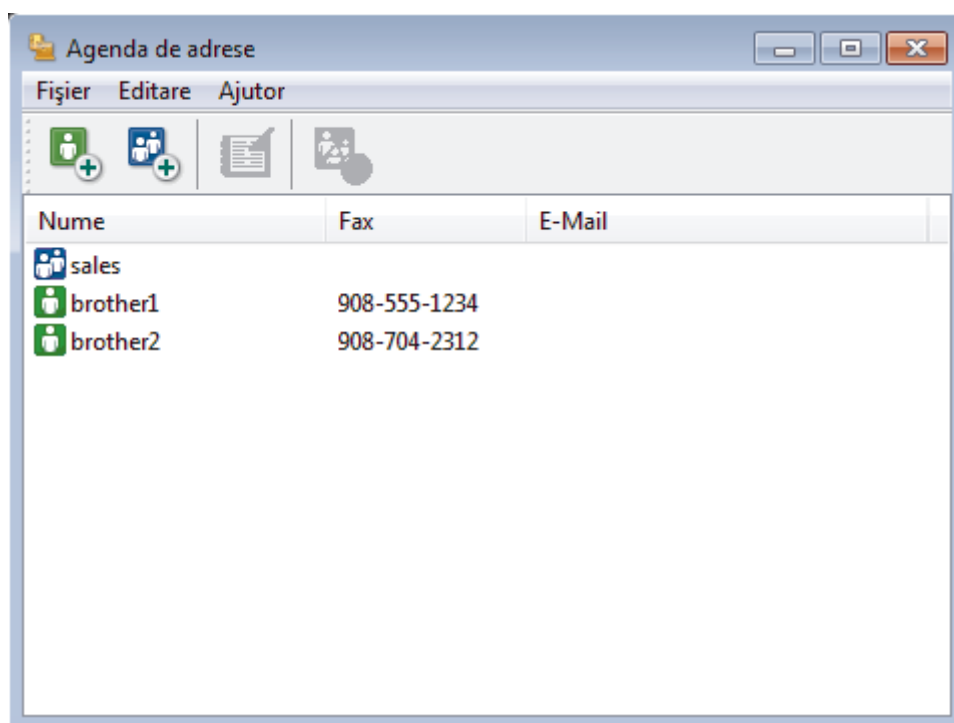 Agenda de adrese
Fişier Editare Ajutor
Nume Fax E-Mail
sales
brother1 908-555-1234
brother2 908-704-2312